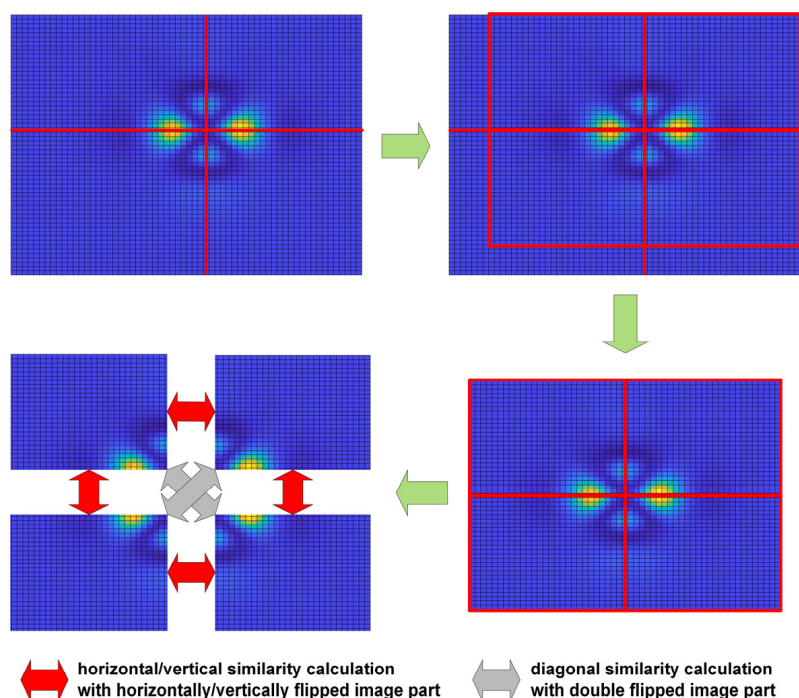 horizontal/vertical similarity calculation
with horizontally/vertically flipped image part
diagonal similarity calculation
with double flipped image part